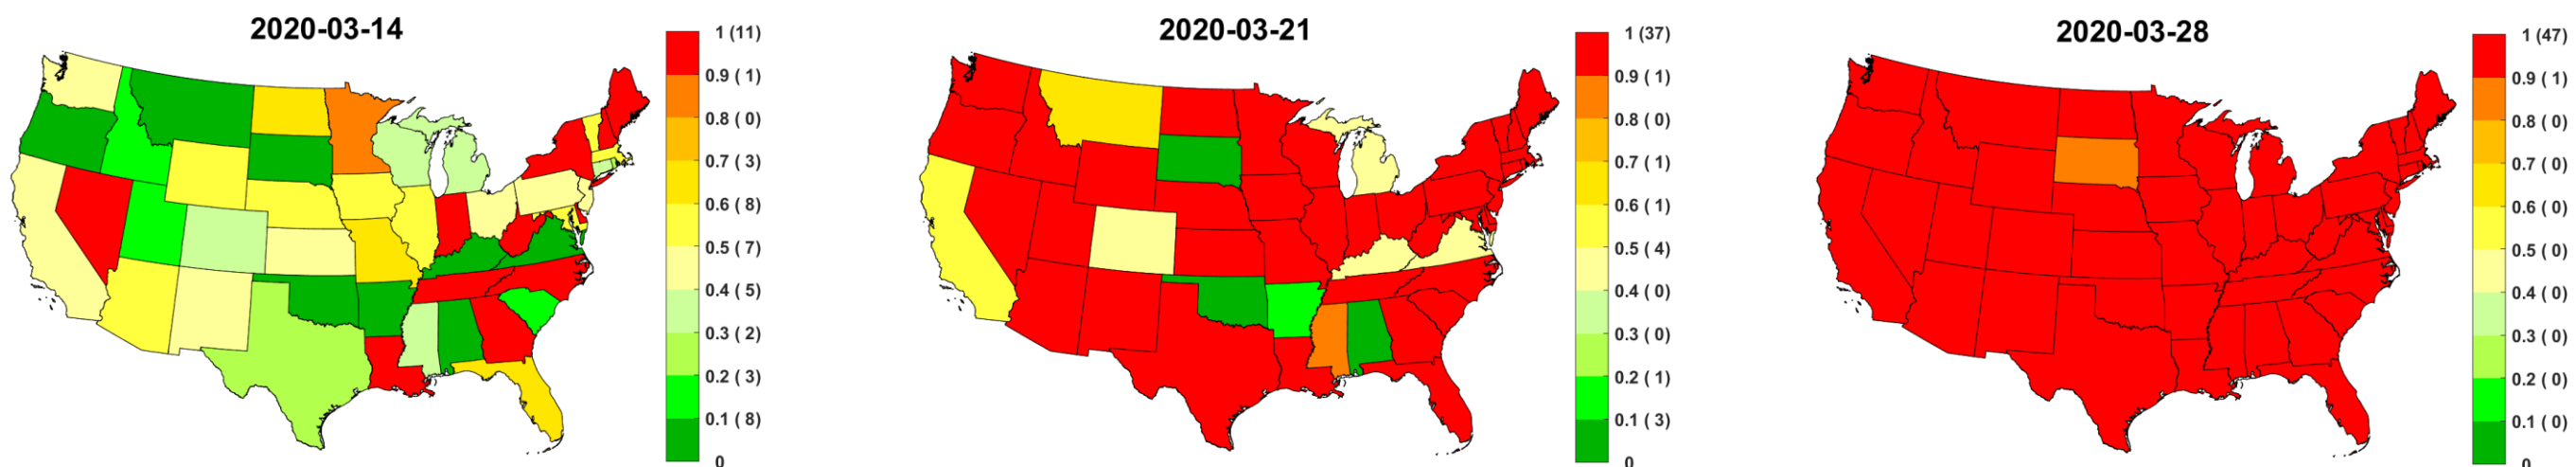 2020-03-14
1 (11)
0.9 ( 1)
0.8 ( 0)
0.7 ( 3)
0.6 ( 8)
0.5 ( 7)
0.4 ( 5)
0.3 ( 2)
0.2 ( 3)
0.1 ( 8)
0
2020-03-21
1 (37)
0.9 ( 1)
0.8 ( 0)
0.7 ( 1)
0.6 ( 1)
0.5 ( 4)
0.4 ( 0)
0.3 ( 0)
0.2 ( 1)
0.1 ( 3)
0
2020-03-28
1 (47)
0.9 ( 1)
0.8 ( 0)
0.7 ( 0)
0.6 ( 0)
0.5 ( 0)
0.4 ( 0)
0.3 ( 0)
0.2 ( 0)
0.1 ( 0)
0